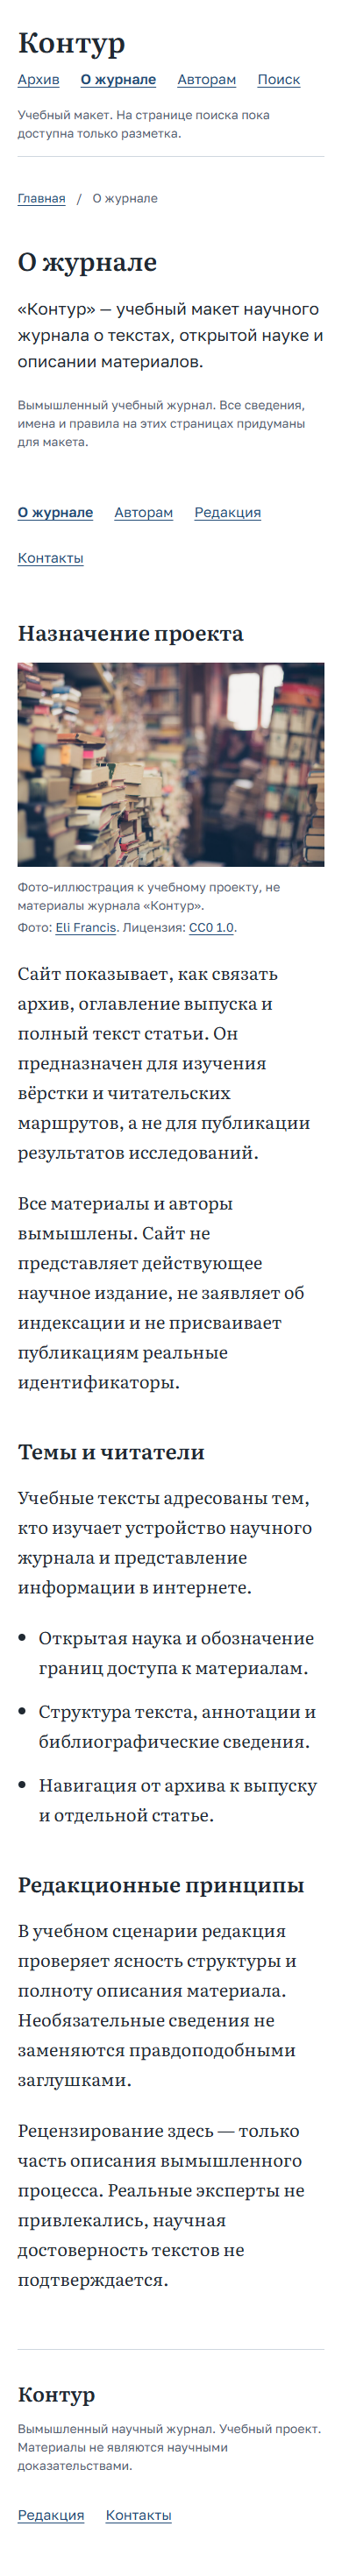 Контур
Архив О журнале Авторам Поиск
Учебный макет. На странице поиска пока
доступна только разметка.
Главная / О журнале
О журнале
«Контур» — учебный макет научного
журнала о текстах, открытой науке и
описании материалов.
Вымышленный учебный журнал. Все сведения,
имена и правила на этих страницах придуманы
для макета.
О журнале Авторам Редакция
Контакты
Назначение проекта
Фото-иллюстрация к учебному проекту, не
материалы журнала «Контур».
Фото: Eli Francis. Лицензия: CC0 1.0.
Сайт показывает, как связать
архив, оглавление выпуска и
полный текст статьи. Он
предназначен для изучения
вёрстки и читательских
маршрутов, а не для публикации
результатов исследований.
Все материалы и авторы
вымышлены. Сайт не
представляет действующее
научное издание, не заявляет об
индексации и не присваивает
публикациям реальные
идентификаторы.
Темы и читатели
Учебные тексты адресованы тем,
кто изучает устройство научного
журнала и представление
информации в интернете.
• Открытая наука и обозначение
границ доступа к материалам.
• Структура текста, аннотации и
библиографические сведения.
• Навигация от архива к выпуску
и отдельной статье.
Редакционные принципы
В учебном сценарии редакция
проверяет ясность структуры и
полноту описания материала.
Необязательные сведения не
заменяются правдоподобными
заглушками.
Рецензирование здесь — только
часть описания вымышленного
процесса. Реальные эксперты не
привлекались, научная
достоверность текстов не
подтверждается.
Контур
Вымышленный научный журнал. Учебный проект.
Материалы не являются научными
доказательствами.
Редакция Контакты